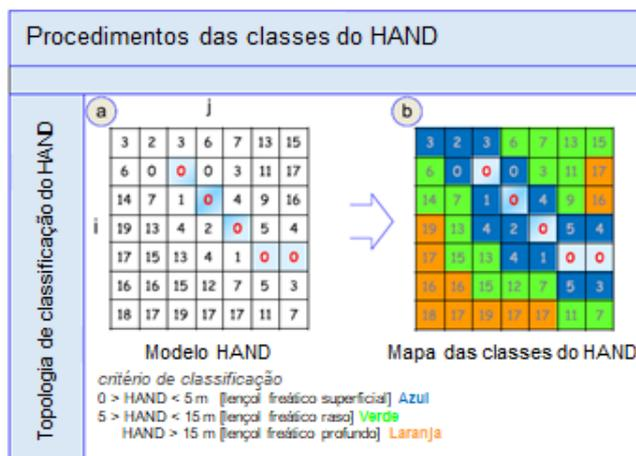 Procedimentos das classes do HAND
Topologia de classificação do HAND
a
j
i
3 2 3 6 7 13 15
6 0 0 0 3 11 17
14 7 1 0 4 9 16
19 13 4 2 0 5 4
17 15 13 4 1 0 0
16 16 15 12 7 5 3
18 17 19 17 17 11 7
Modelo HAND
b
3 2 3 6 7 13 15
6 0 0 0 3 11 17
14 7 1 0 4 9 16
19 13 4 2 0 5 4
17 15 13 4 1 0 0
16 16 15 12 7 5 3
18 17 19 17 17 11 7
Mapa das classes do HAND
critério de classificação
0 > HAND < 5 m [lençol freático superficial] Azul
5 > HAND < 15 m [lençol freático raso] Verde
HAND > 15 m [lençol freático profundo] Laranja